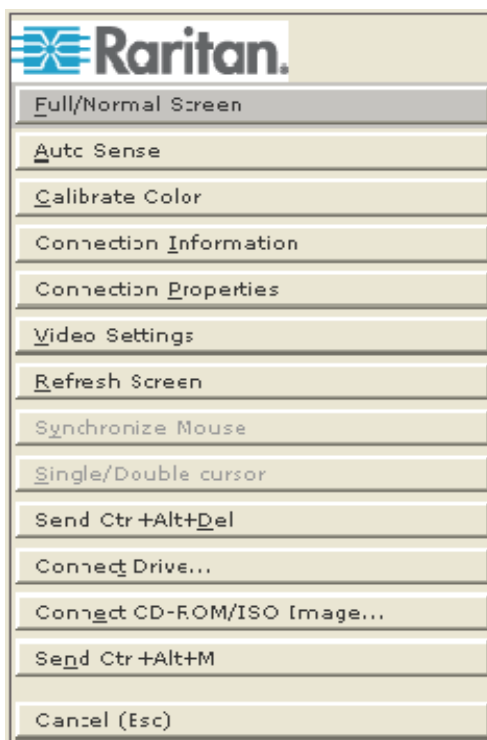 Raritan.
Full/Normal Screen
Auto Sense
Calibrate Color
Connection Information
Connection Properties
Video Settings
Refresh Screen
Synchronize Mouse
Single/Double cursor
Send Ctrl+Alt+Del
Connect Drive...
Connect CD-ROM/ISO Image...
Send Ctrl+Alt+M
Cancel (Esc)